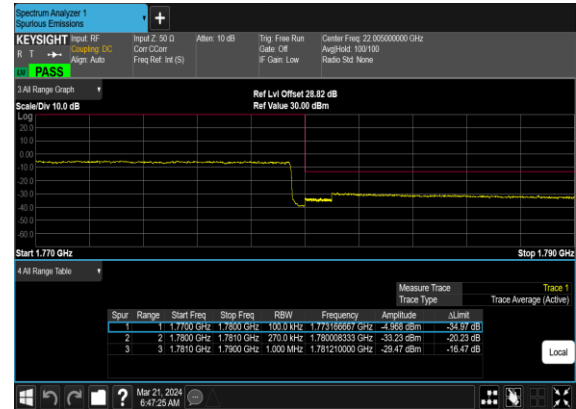 Spectrum Analyzer 1
Spurious Emissions
KEYSIGHT Input: RF Input Z: 50 Ω Atten: 10 dB Trig: Free Run Center Freq: 22.005000000 GHz
R T Coupling: DC Corr CCorr Gate: Off Avg|Hold: 100/100
Align: Auto Freq Ref: Int (S) IF Gain: Low Radio Std: None
LW PASS
3 All Range Graph Ref Lvl Offset 28.82 dB
Scale/Div 10.0 dB Ref Value 30.00 dBm
Log
20.0
10.0
0.00
-10.0
-20.0
-30.0
-40.0
-50.0
-60.0
Start 1.770 GHz Stop 1.790 GHz
4 All Range Table
Measure Trace Trace 1
Trace Type Trace Average (Active)
Spur Range Start Freq Stop Freq RBW Frequency Amplitude ΔLimit
1 1 1.7700 GHz 1.7800 GHz 100.0 kHz 1.773166667 GHz -4.968 dBm -34.97 dB
2 2 1.7800 GHz 1.7810 GHz 270.0 kHz 1.780008333 GHz -33.23 dBm -20.23 dB
3 3 1.7810 GHz 1.7900 GHz 1.000 MHz 1.781210000 GHz -29.47 dBm -16.47 dB
Local
Mar 21, 2024
6:47:25 AM